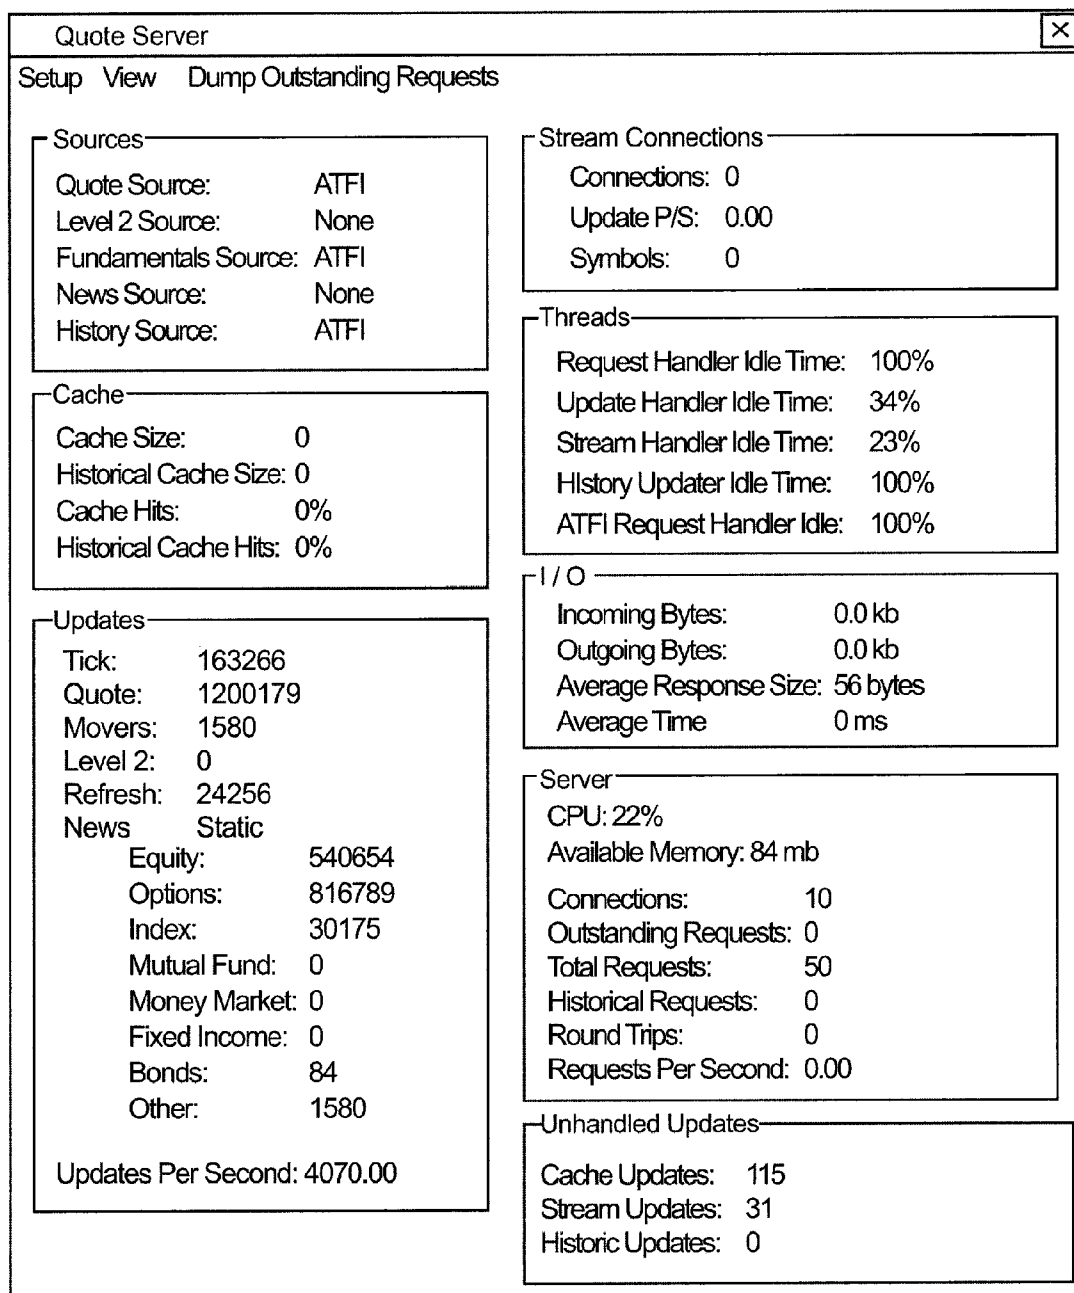 Quote Server
Setup View Dump Outstanding Requests
Sources
Quote Source: ATFI
Level 2 Source: None
Fundamentals Source: ATFI
News Source: None
History Source: ATFI
Cache
Cache Size: 0
Historical Cache Size: 0
Cache Hits: 0%
Historical Cache Hits: 0%
Updates
Tick: 163266
Quote: 1200179
Movers: 1580
Level 2: 0
Refresh: 24256
News Static
Equity: 540654
Options: 816789
Index: 30175
Mutual Fund: 0
Money Market: 0
Fixed Income: 0
Bonds: 84
Other: 1580
Updates Per Second: 4070.00
Stream Connections
Connections: 0
Update P/S: 0.00
Symbols: 0
Threads
Request Handler Idle Time: 100%
Update Handler Idle Time: 34%
Stream Handler Idle Time: 23%
HIstory Updater Idle Time: 100%
ATFI Request Handler Idle: 100%
I / O
Incoming Bytes: 0.0 kb
Outgoing Bytes: 0.0 kb
Average Response Size: 56 bytes
Average Time 0 ms
Server
CPU: 22%
Available Memory: 84 mb
Connections: 10
Outstanding Requests: 0
Total Requests: 50
Historical Requests: 0
Round Trips: 0
Requests Per Second: 0.00
Unhandled Updates
Cache Updates: 115
Stream Updates: 31
Historic Updates: 0